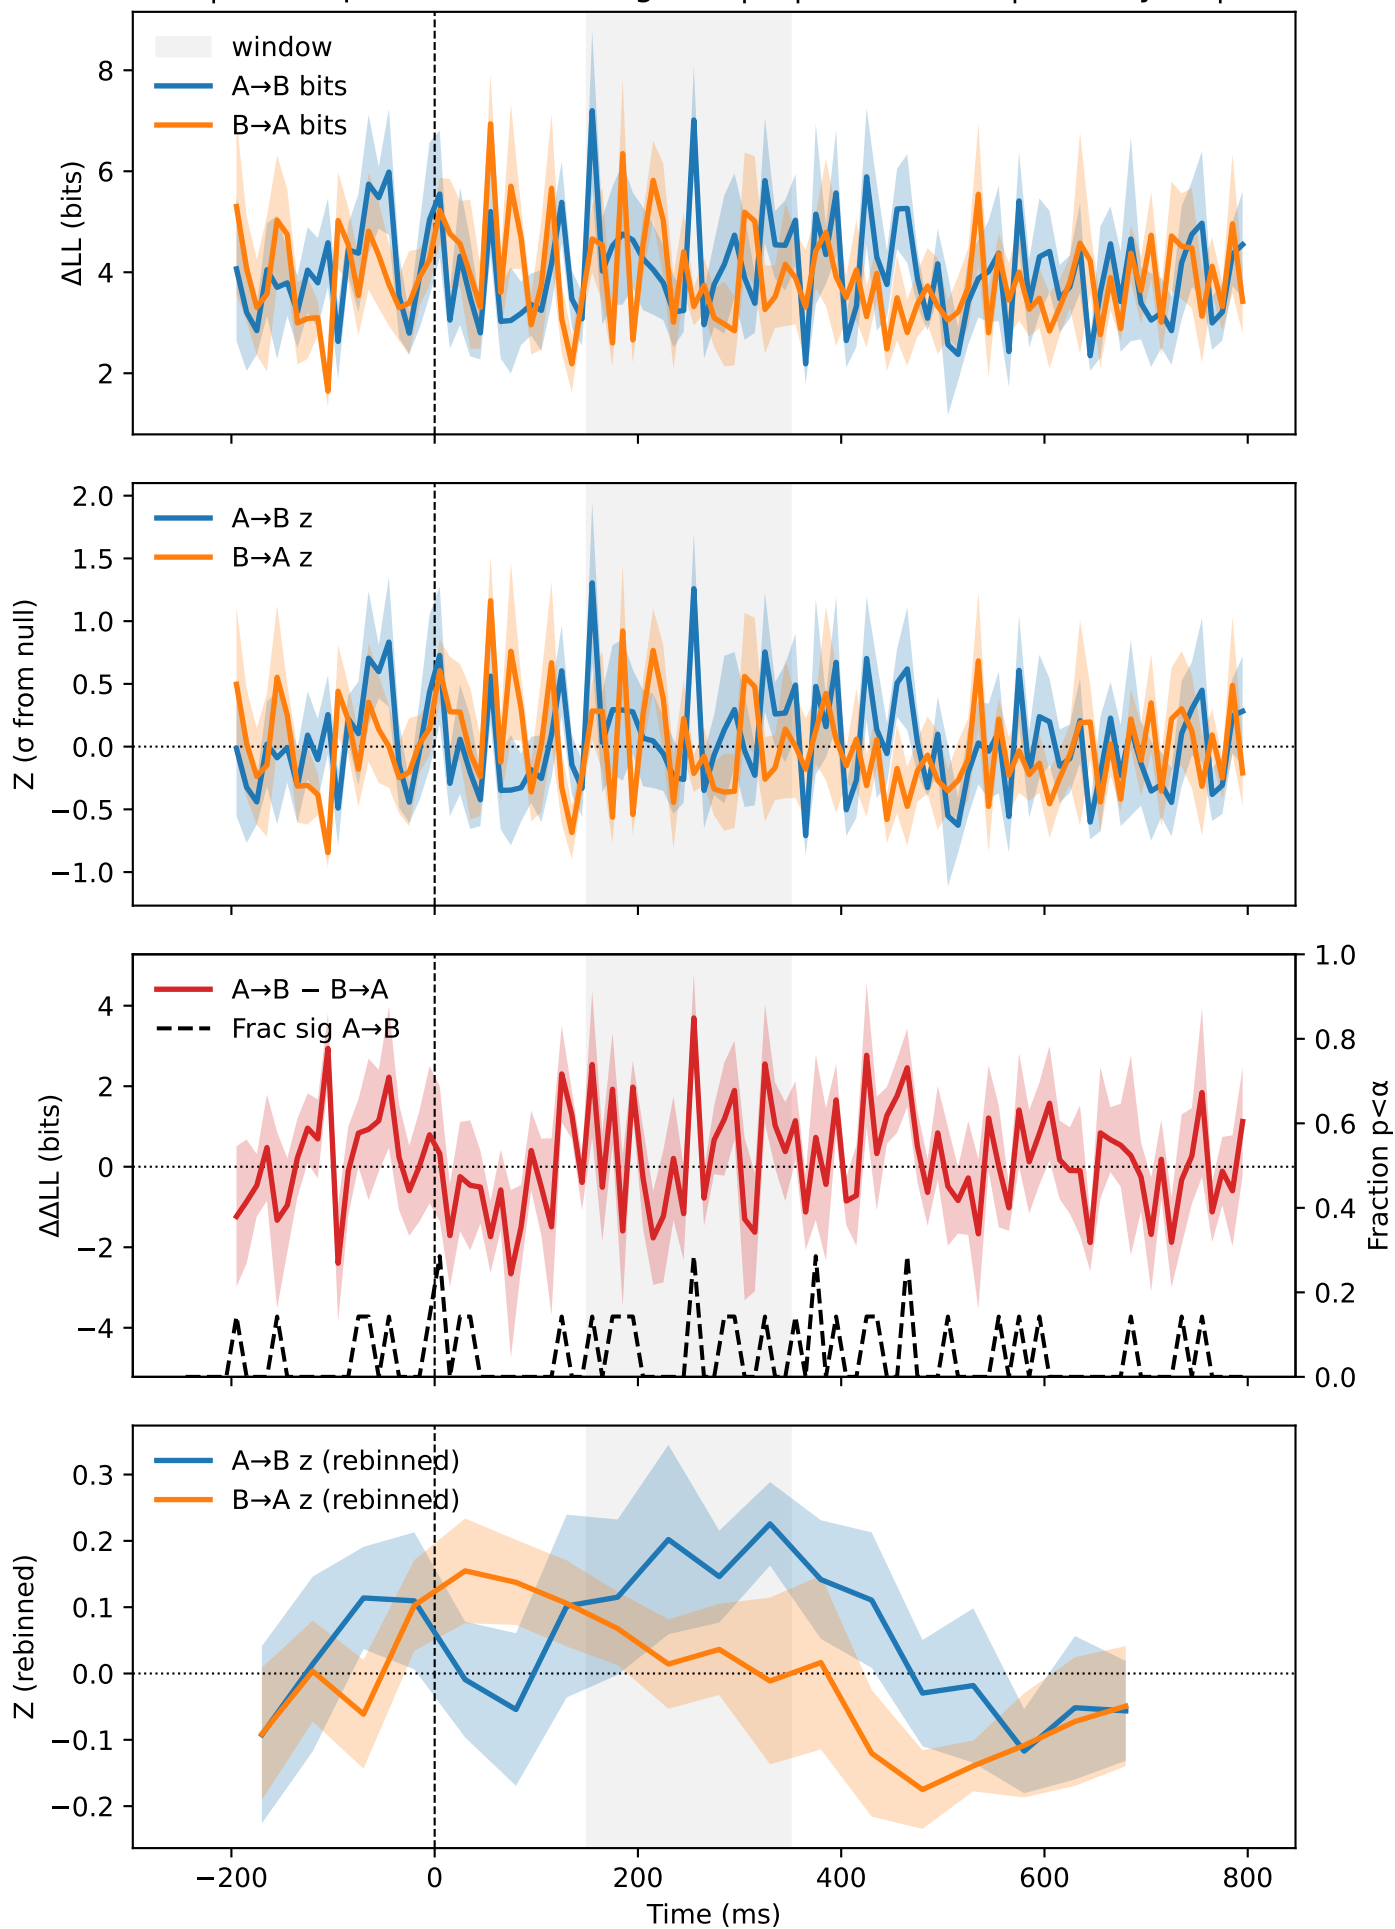 window
A→B bits
B→A bits
8
6
4
2
ΔLL (bits)
A→B z
B→A z
2.0
1.5
1.0
0.5
0.0
−0.5
−1.0
Z (σ from null)
A→B − B→A
Frac sig A→B
4
2
0
−2
−4
ΔΔLL (bits)
1.0
0.8
0.6
0.4
0.2
0.0
Fraction p<α
A→B z (rebinned)
B→A z (rebinned)
0.3
0.2
0.1
0.0
−0.1
−0.2
Z (rebinned)
−200 0 200 400 600 800
Time (ms)